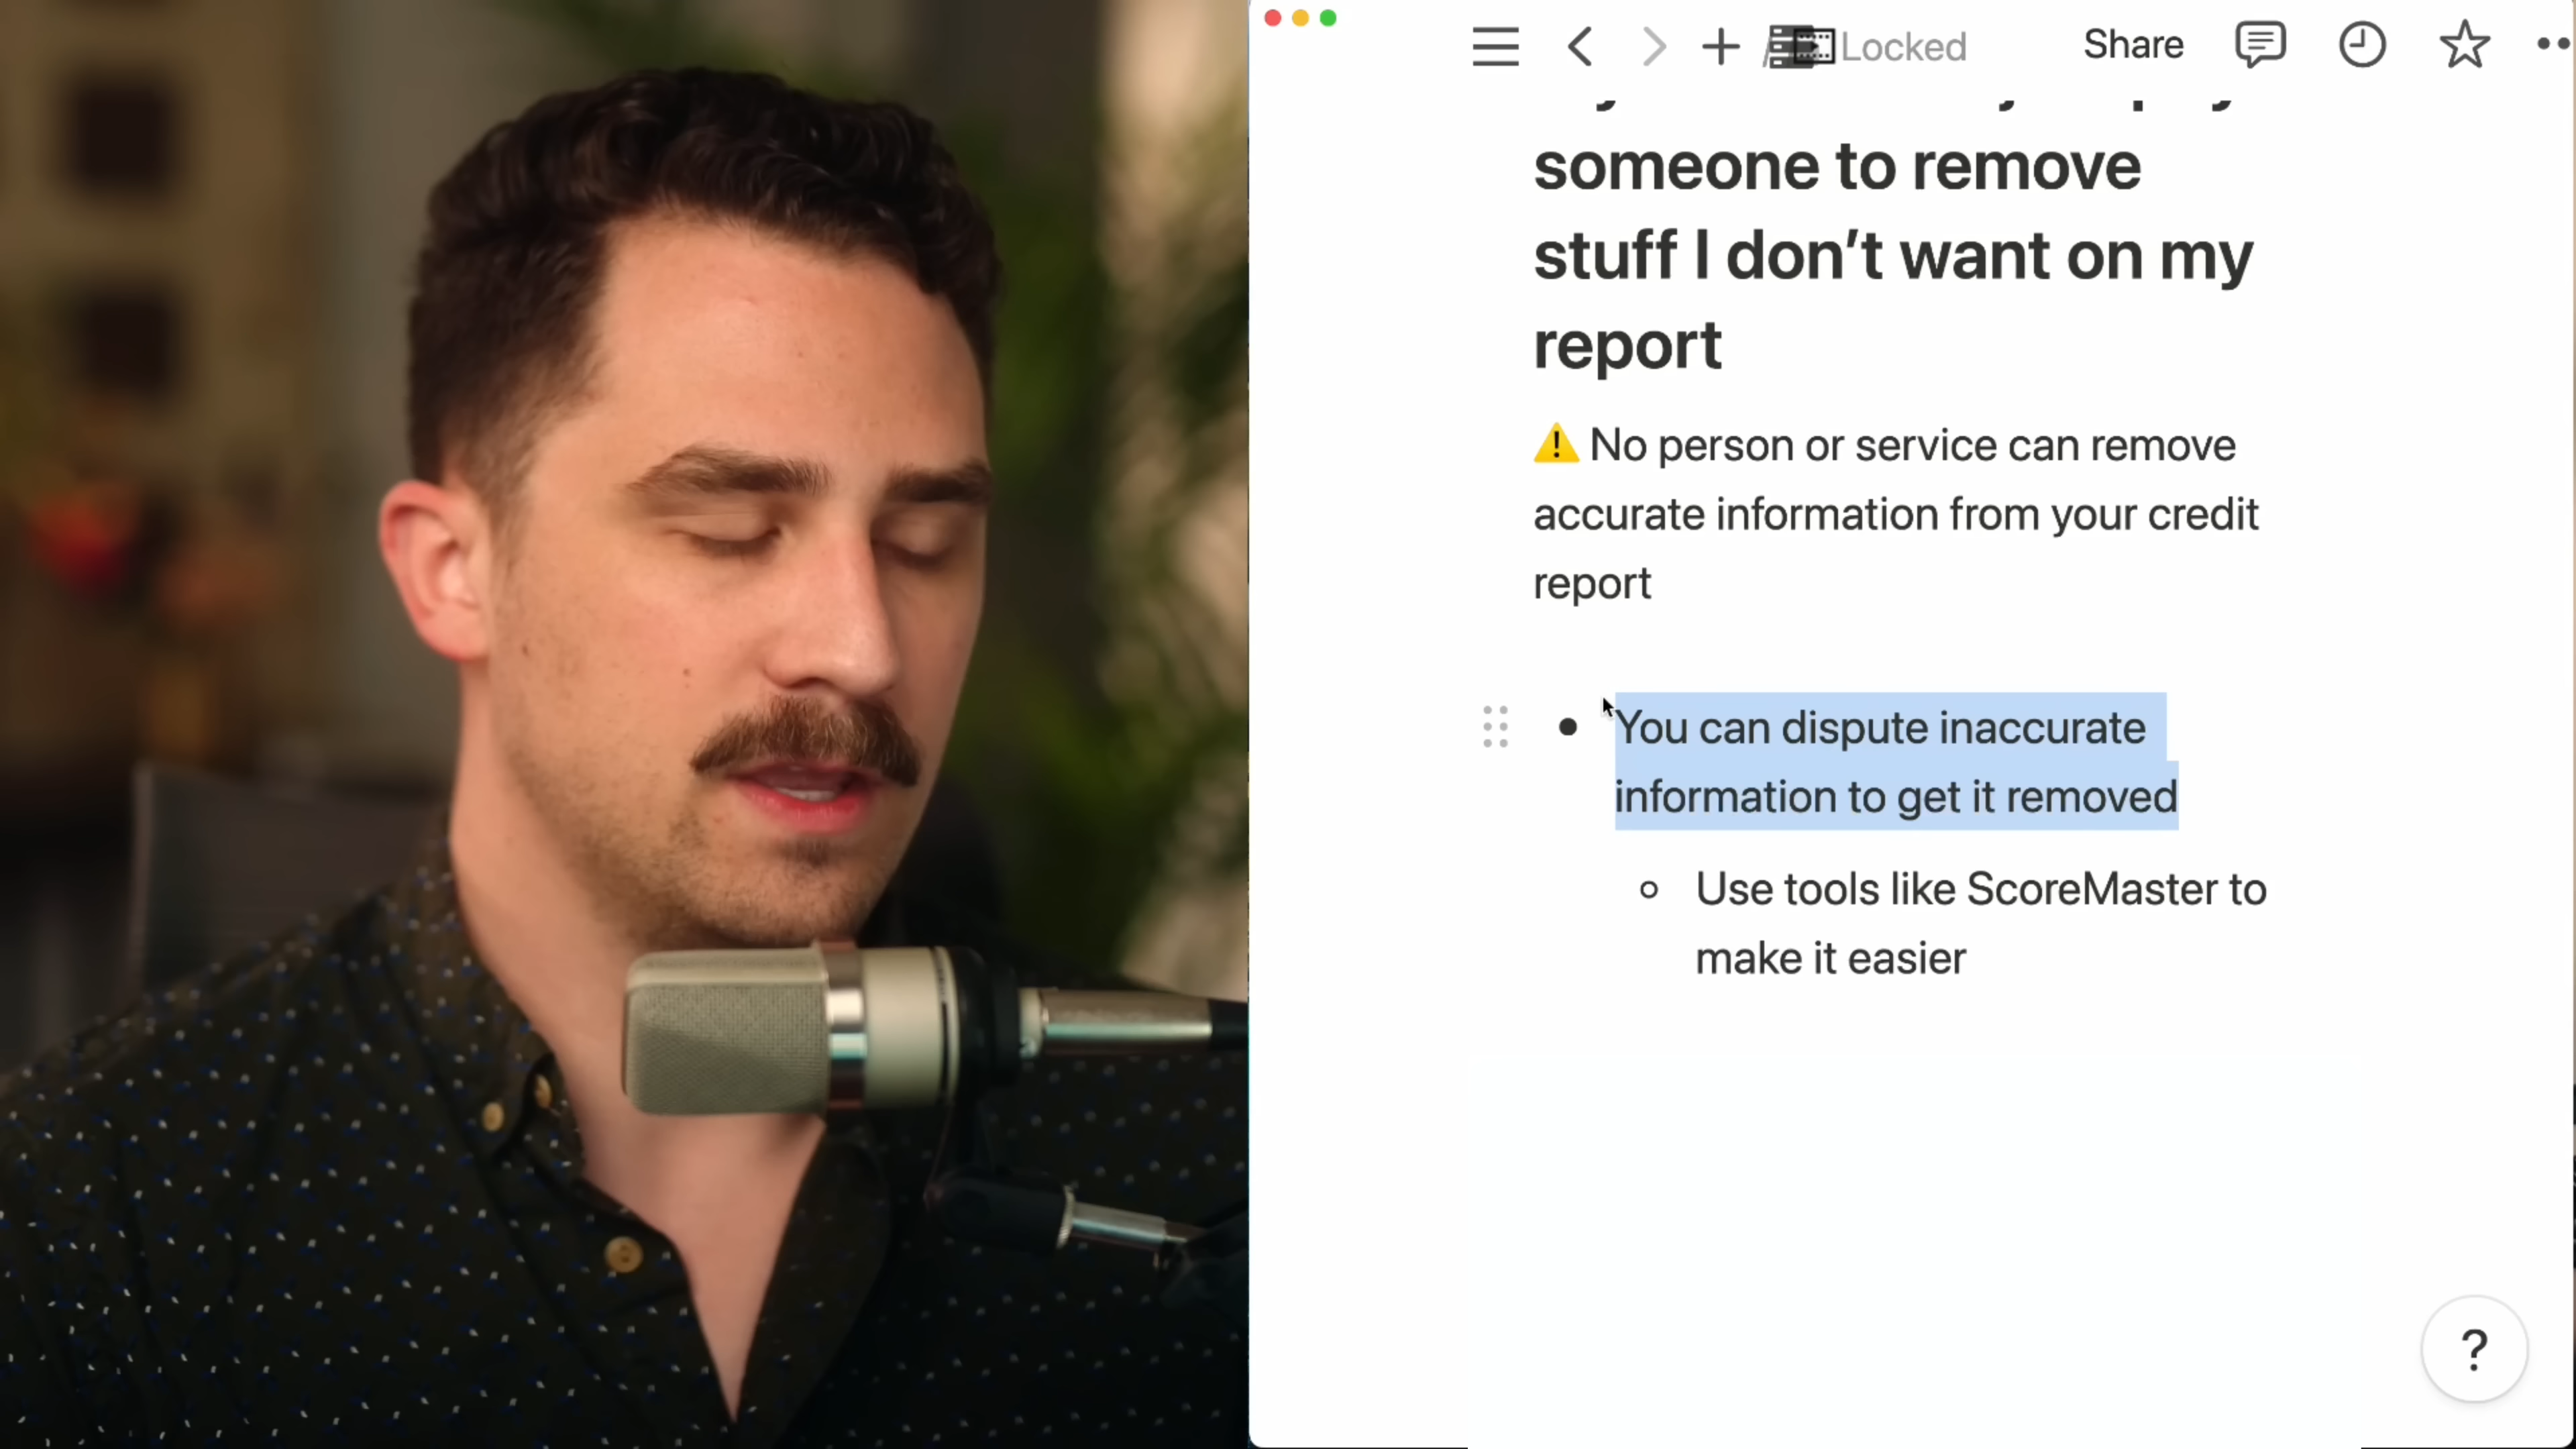 Locked
Share
someone to remove
stuff I don't want on my
report
⚠️ No person or service can remove
accurate information from your credit
report
• You can dispute inaccurate
information to get it removed
○ Use tools like ScoreMaster to
make it easier
?